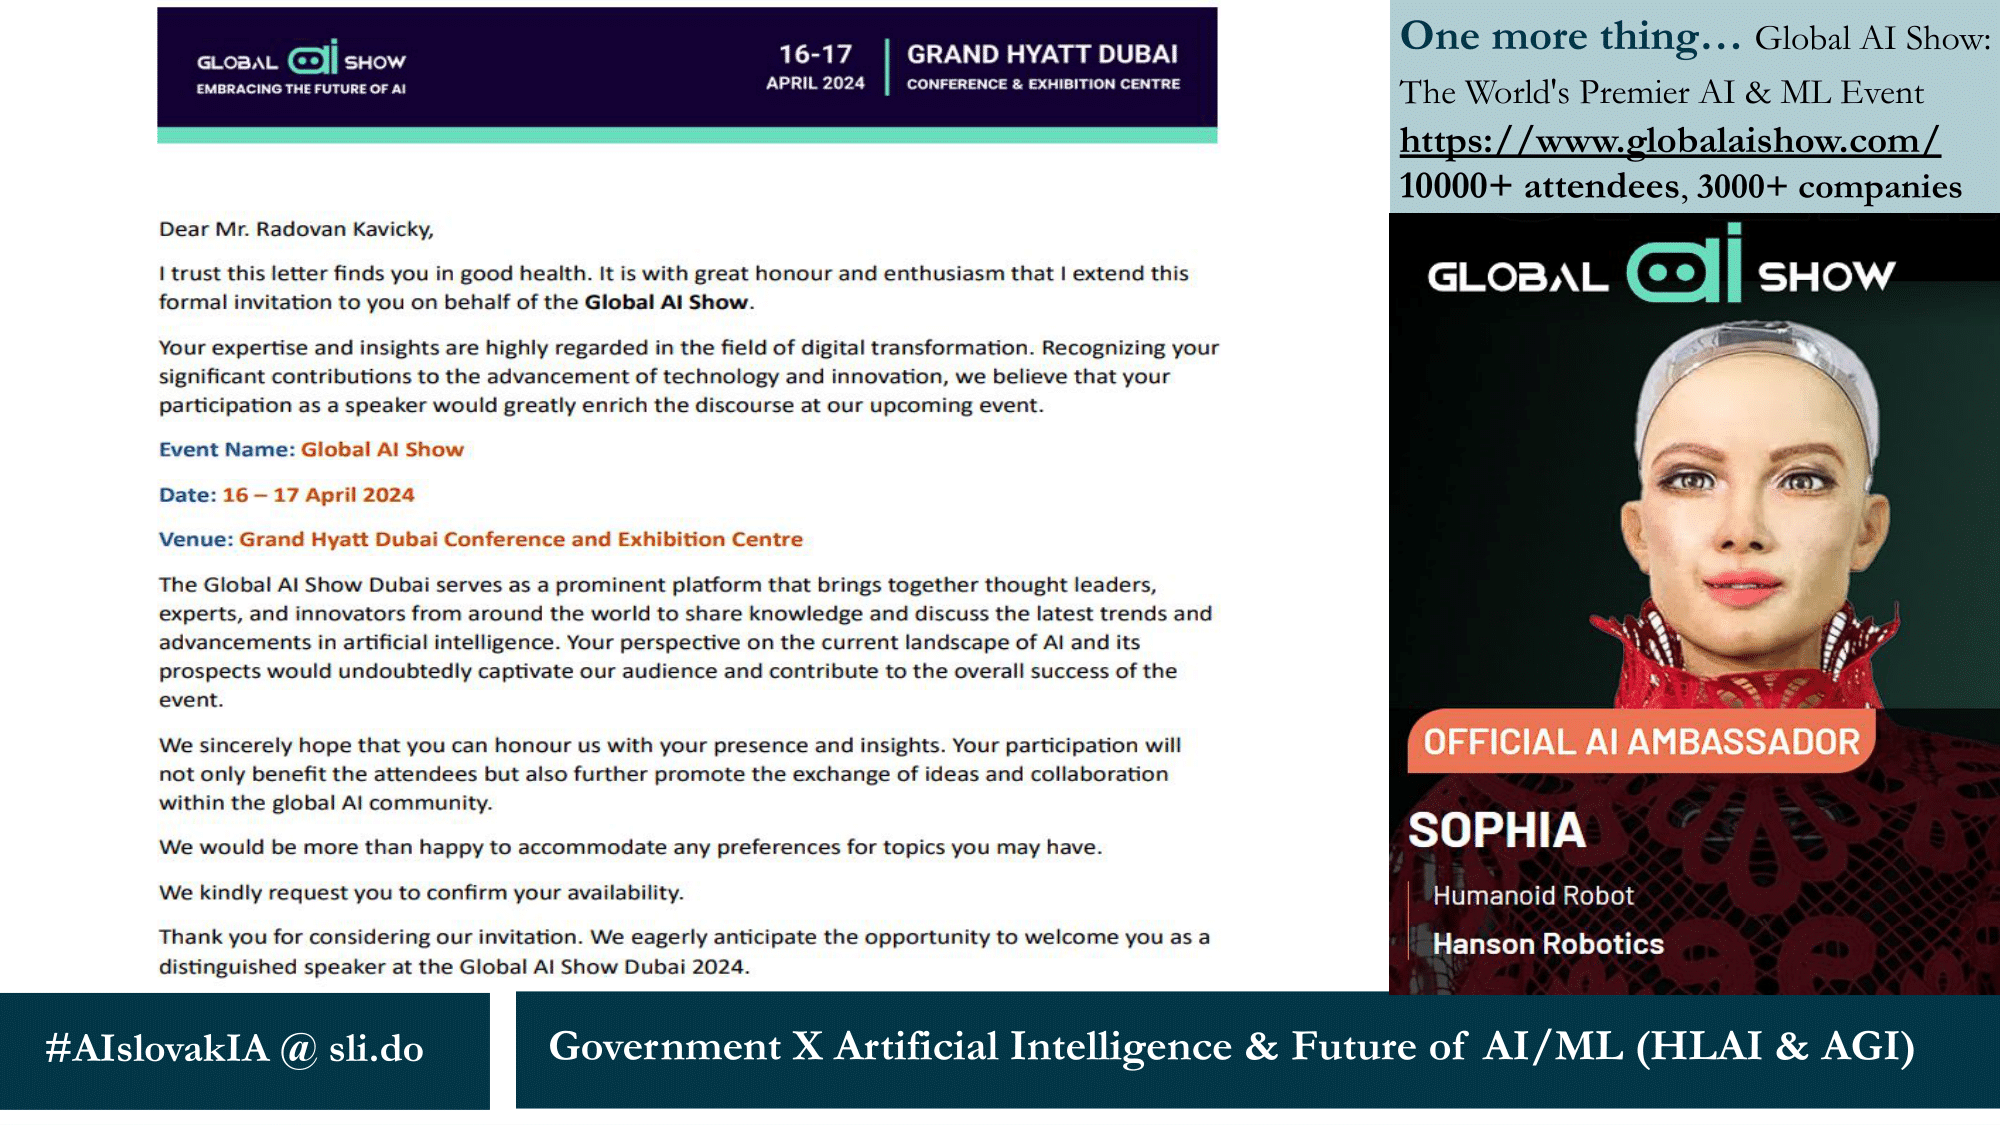 GLOBAL ai SHOW
EMBRACING THE FUTURE OF AI
16-17
APRIL 2024
GRAND HYATT DUBAI
CONFERENCE & EXHIBITION CENTRE
Dear Mr. Radovan Kavicky,
I trust this letter finds you in good health. It is with great honour and enthusiasm that I extend this
formal invitation to you on behalf of the Global AI Show.
Your expertise and insights are highly regarded in the field of digital transformation. Recognizing your
significant contributions to the advancement of technology and innovation, we believe that your
participation as a speaker would greatly enrich the discourse at our upcoming event.
Event Name: Global AI Show
Date: 16 – 17 April 2024
Venue: Grand Hyatt Dubai Conference and Exhibition Centre
The Global AI Show Dubai serves as a prominent platform that brings together thought leaders,
experts, and innovators from around the world to share knowledge and discuss the latest trends and
advancements in artificial intelligence. Your perspective on the current landscape of AI and its
prospects would undoubtedly captivate our audience and contribute to the overall success of the
event.
We sincerely hope that you can honour us with your presence and insights. Your participation will
not only benefit the attendees but also further promote the exchange of ideas and collaboration
within the global AI community.
We would be more than happy to accommodate any preferences for topics you may have.
We kindly request you to confirm your availability.
Thank you for considering our invitation. We eagerly anticipate the opportunity to welcome you as a
distinguished speaker at the Global AI Show Dubai 2024.
One more thing… Global AI Show:
The World's Premier AI & ML Event
https://www.globalaishow.com/
10000+ attendees, 3000+ companies
GLOBAL ai SHOW
OFFICIAL AI AMBASSADOR
SOPHIA
Humanoid Robot
Hanson Robotics
#AIslovakIA @ sli.do
Government X Artificial Intelligence & Future of AI/ML (HLAI & AGI)